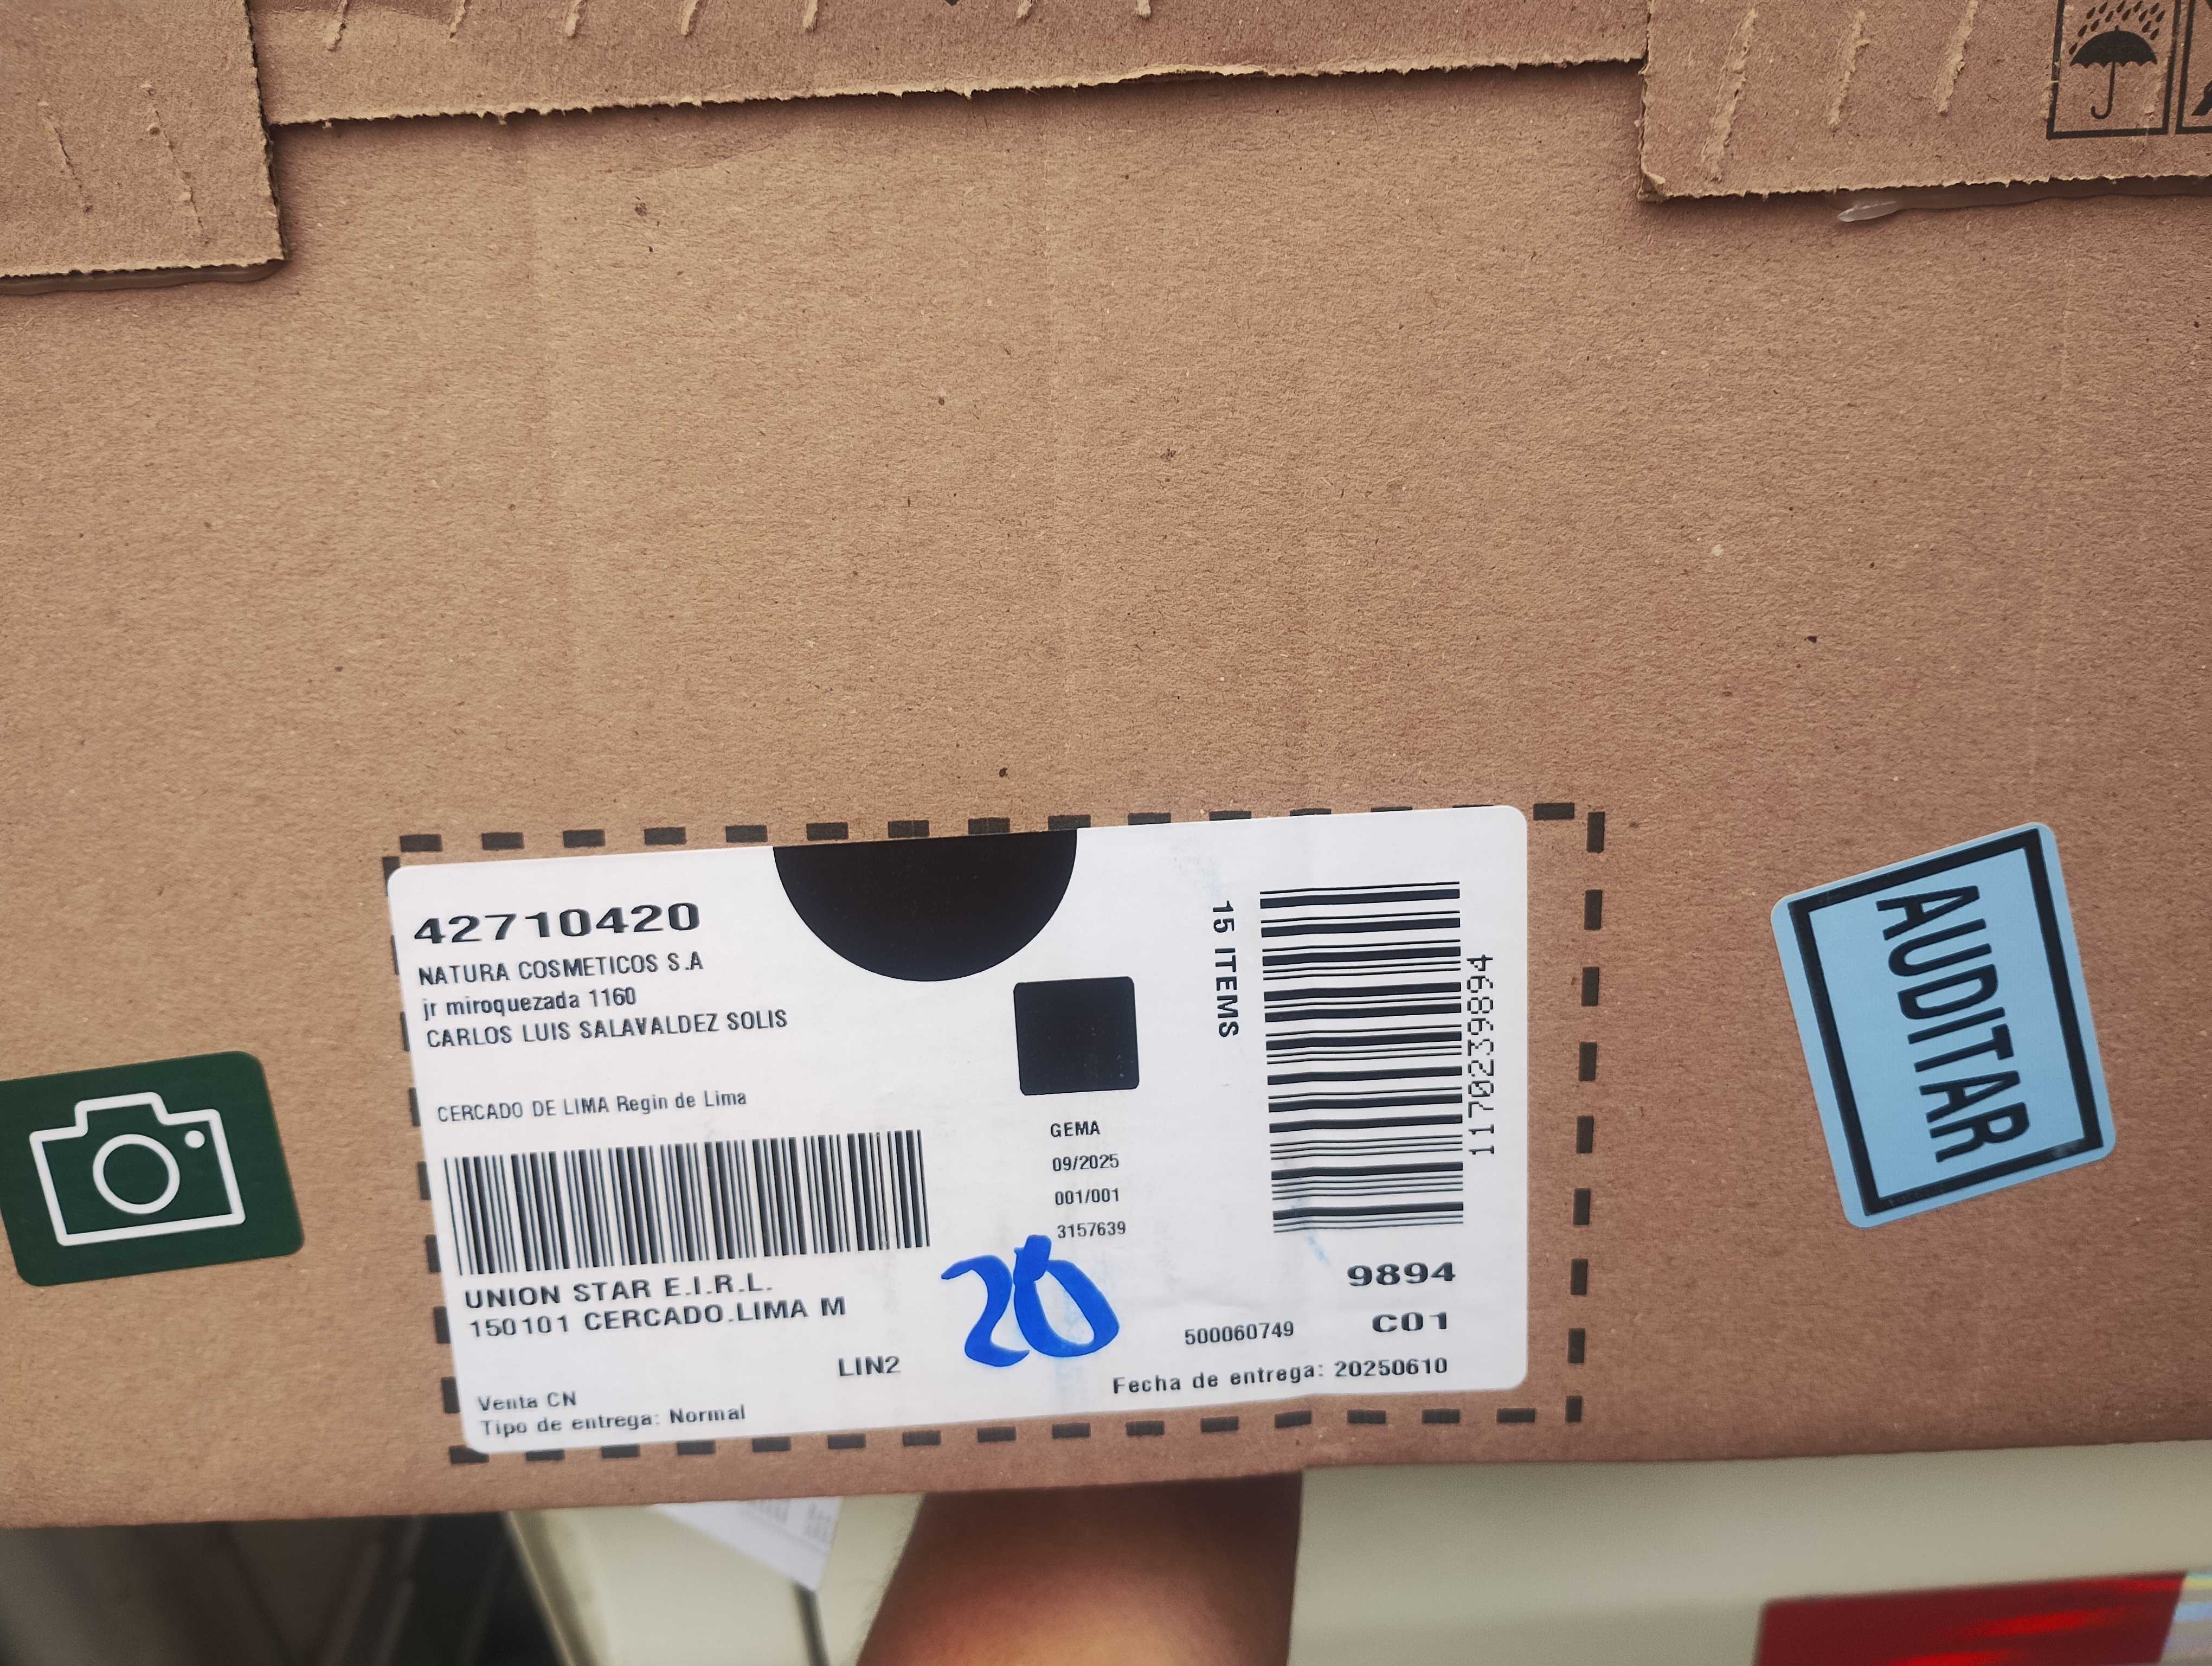 42710420
NATURA COSMETICOS S.A
jr miroquezada 1160
CARLOS LUIS SALAVALDEZ SOLIS
CERCADO DE LIMA Regin de Lima
UNION STAR E.I.R.L.
150101 CERCADO.LIMA M
LIN2
Venta CN
Tipo de entrega: Normal
GEMA
09/2025
001/001
3157639
20
15 ITEMS
1170239894
9894
C01
500060749
Fecha de entrega: 20250610
AUDITAR